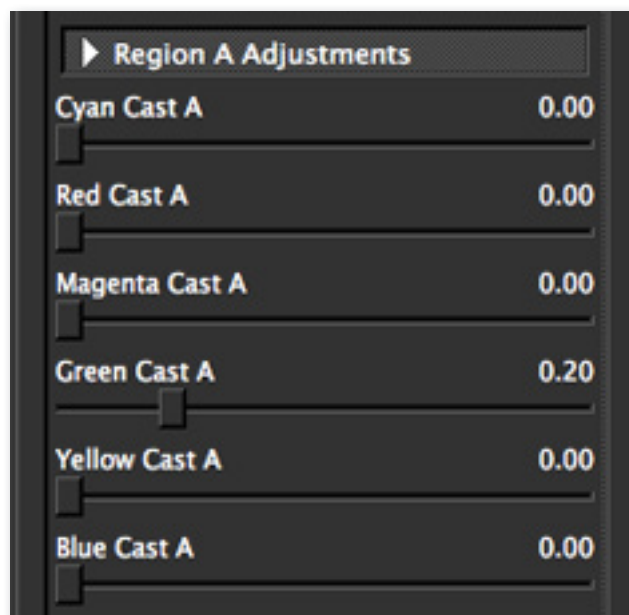 Region A Adjustments
Cyan Cast A 0.00
Red Cast A 0.00
Magenta Cast A 0.00
Green Cast A 0.20
Yellow Cast A 0.00
Blue Cast A 0.00